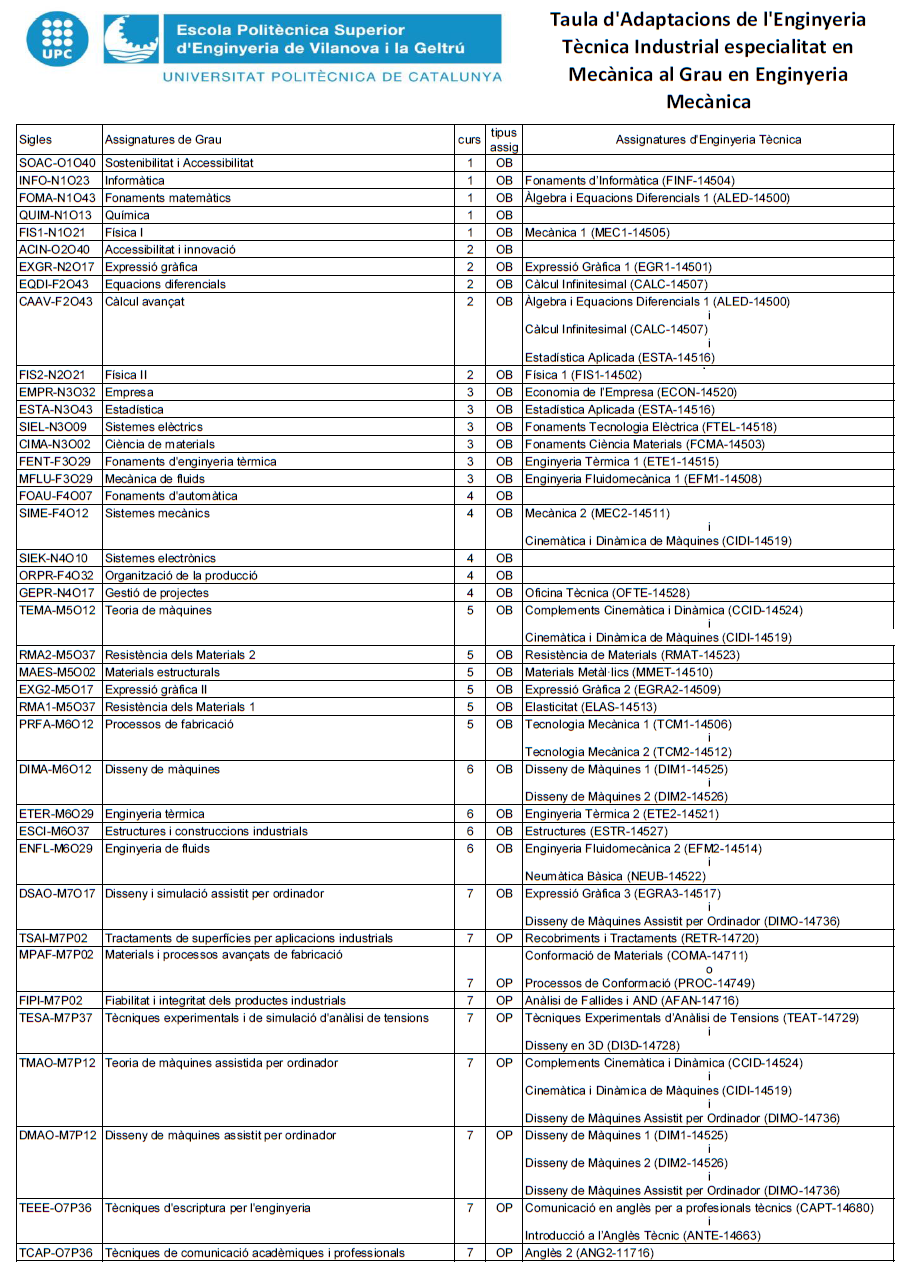 UPC
Escola Politècnica Superior
d'Enginyeria de Vilanova i la Geltrú
UNIVERSITAT POLITÈCNICA DE CATALUNYA
Taula d'Adaptacions de l'Enginyeria
Tècnica Industrial especialitat en
Mecànica al Grau en Enginyeria
Mecànica
Sigles Assignatures de Grau curs tipus assig Assignatures d'Enginyeria Tècnica
SOAC-O1O40 Sostenibilitat i Accessibilitat 1 OB
INFO-N1O23 Informàtica 1 OB Fonaments d'Informàtica (FINF-14504)
FOMA-N1O43 Fonaments matemàtics 1 OB Àlgebra i Equacions Diferencials 1 (ALED-14500)
QUIM-N1O13 Química 1 OB
FIS1-N1O21 Física I 1 OB Mecànica 1 (MEC1-14505)
ACIN-O2O40 Accessibilitat i innovació 2 OB
EXGR-N2O17 Expressió gràfica 2 OB Expressió Gràfica 1 (EGR1-14501)
EQDI-F2O43 Equacions diferencials 2 OB Càlcul Infinitesimal (CALC-14507)
CAAV-F2O43 Càlcul avançat 2 OB Àlgebra i Equacions Diferencials 1 (ALED-14500)
i
Càlcul Infinitesimal (CALC-14507)
i
Estadística Aplicada (ESTA-14516)
FIS2-N2O21 Física II 2 OB Física 1 (FIS1-14502)
EMPR-N3O32 Empresa 3 OB Economia de l'Empresa (ECON-14520)
ESTA-N3O43 Estadística 3 OB Estadística Aplicada (ESTA-14516)
SIEL-N3O09 Sistemes elèctrics 3 OB Fonaments Tecnologia Elèctrica (FTEL-14518)
CIMA-N3O02 Ciència de materials 3 OB Fonaments Ciència Materials (FCMA-14503)
FENT-F3O29 Fonaments d'enginyeria tèrmica 3 OB Enginyeria Tèrmica 1 (ETE1-14515)
MFLU-F3O29 Mecànica de fluids 3 OB Enginyeria Fluidomecànica 1 (EFM1-14508)
FOAU-F4O07 Fonaments d'automàtica 4 OB
SIME-F4O12 Sistemes mecànics 4 OB Mecànica 2 (MEC2-14511)
i
Cinemàtica i Dinàmica de Màquines (CIDI-14519)
SIEK-N4O10 Sistemes electrònics 4 OB
ORPR-F4O32 Organització de la producció 4 OB
GEPR-N4O17 Gestió de projectes 4 OB Oficina Tècnica (OFTE-14528)
TEMA-M5O12 Teoria de màquines 5 OB Complements Cinemàtica i Dinàmica (CCID-14524)
i
Cinemàtica i Dinàmica de Màquines (CIDI-14519)
RMA2-M5O37 Resistència dels Materials 2 5 OB Resistència de Materials (RMAT-14523)
MAES-M5O02 Materials estructurals 5 OB Materials Metàl·lics (MMET-14510)
EXG2-M5O17 Expressió gràfica II 5 OB Expressió Gràfica 2 (EGRA2-14509)
RMA1-M5O37 Resistència dels Materials 1 5 OB Elasticitat (ELAS-14513)
PRFA-M6O12 Processos de fabricació 5 OB Tecnologia Mecànica 1 (TCM1-14506)
i
Tecnologia Mecànica 2 (TCM2-14512)
DIMA-M6O12 Disseny de màquines 6 OB Disseny de Màquines 1 (DIM1-14525)
i
Disseny de Màquines 2 (DIM2-14526)
ETER-M6O29 Enginyeria tèrmica 6 OB Enginyeria Tèrmica 2 (ETE2-14521)
ESCI-M6O37 Estructures i construccions industrials 6 OB Estructures (ESTR-14527)
ENFL-M6O29 Enginyeria de fluids 6 OB Enginyeria Fluidomecànica 2 (EFM2-14514)
i
Neumàtica Bàsica (NEUB-14522)
DSAO-M7O17 Disseny i simulació assistit per ordinador 7 OB Expressió Gràfica 3 (EGRA3-14517)
i
Disseny de Màquines Assistit per Ordinador (DIMO-14736)
TSAI-M7P02 Tractaments de superfícies per aplicacions industrials 7 OP Recobriments i Tractaments (RETR-14720)
MPAF-M7P02 Materials i processos avançats de fabricació Conformació de Materials (COMA-14711)
o
7 OP Processos de Conformació (PROC-14749)
FIPI-M7P02 Fiabilitat i integritat dels productes industrials 7 OP Anàlisi de Fallides i AND (AFAN-14716)
TESA-M7P37 Tècniques experimentals i de simulació d'anàlisi de tensions 7 OP Tècniques Experimentals d'Anàlisi de Tensions (TEAT-14729)
i
Disseny en 3D (DI3D-14728)
TMAO-M7P12 Teoria de màquines assistida per ordinador 7 OP Complements Cinemàtica i Dinàmica (CCID-14524)
i
Cinemàtica i Dinàmica de Màquines (CIDI-14519)
i
Disseny de Màquines Assistit per Ordinador (DIMO-14736)
DMAO-M7P12 Disseny de màquines assistit per ordinador 7 OP Disseny de Màquines 1 (DIM1-14525)
i
Disseny de Màquines 2 (DIM2-14526)
i
Disseny de Màquines Assistit per Ordinador (DIMO-14736)
TEEE-O7P36 Tècniques d'escriptura per l'enginyeria 7 OP Comunicació en anglès per a profesionals tècnics (CAPT-14680)
i
Introducció a l'Anglès Tècnic (ANTE-14663)
TCAP-O7P36 Tècniques de comunicació acadèmiques i professionals 7 OP Anglès 2 (ANG2-11716)